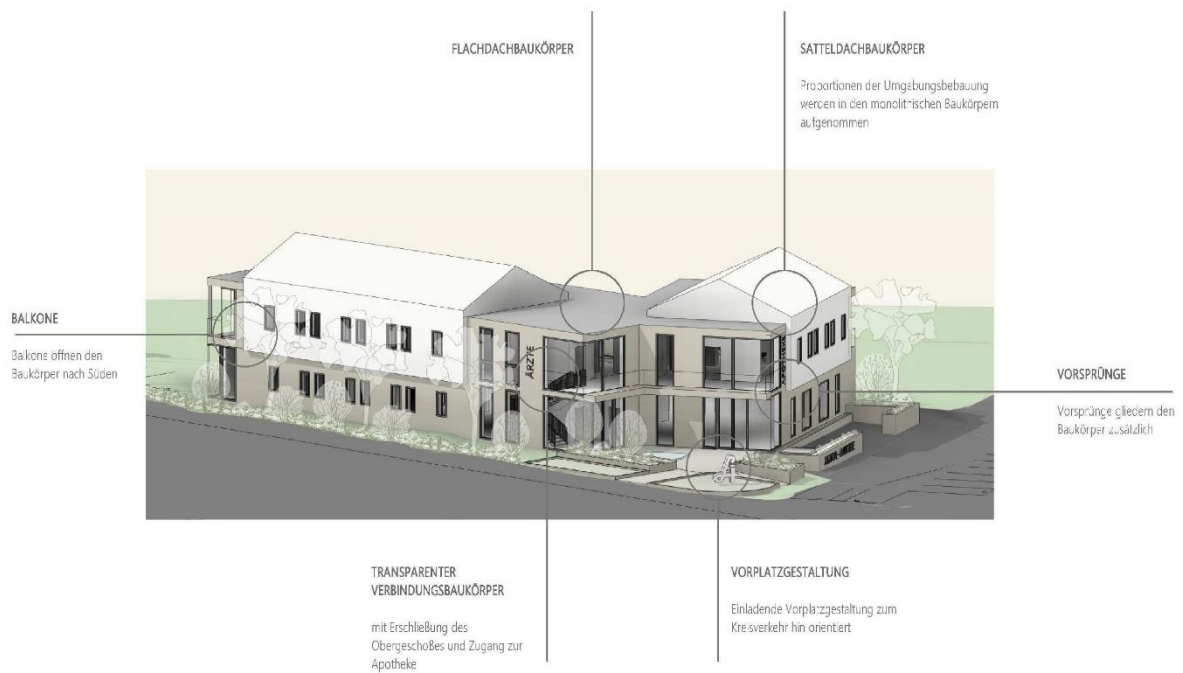 FLACHDACHBAUKÖRPER
SATTELDACHBAUKÖRPER
Proportionen der Umgebungsbebauung
werden in den monolithischen Baukörpern
aufgenommen
BALKONE
Balkone öffnen den
Baukörper nach Süden
ÄRZTE
VORSPRÜNGE
Vorsprünge gliedern den
Baukörper zusätzlich
TRANSPARENTER
VERBINDUNGSBAUKÖRPER
mit Erschließung des
Obergeschoßes und Zugang zur
Apotheke
VORPLATZGESTALTUNG
Einladende Vorplatzgestaltung zum
Kreisverkehr hin orientiert